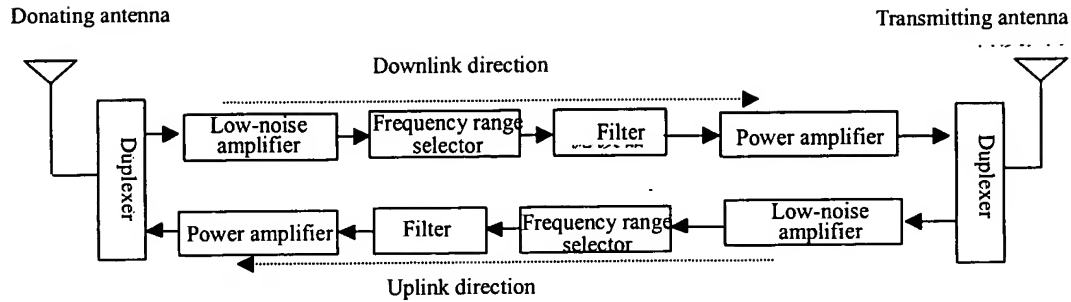 Donating antenna
Transmitting antenna
Downlink direction
Duplexer
Low-noise
amplifier
Frequency range
selector
Filter
Power amplifier
Duplexer
Power amplifier
Filter
Frequency range
selector
Low-noise
amplifier
Uplink direction